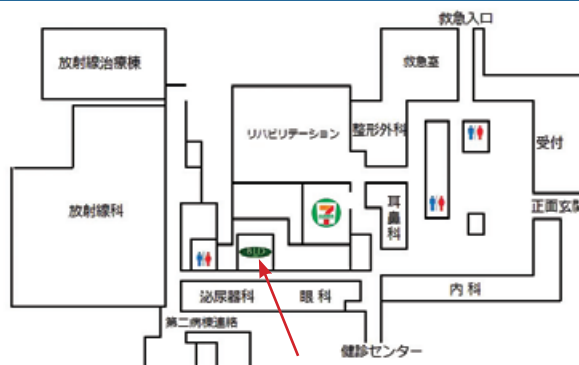 救急入口
放射線治療棟
救急室
リハビリテーション
整形外科
受付
放射線科
耳鼻科
正面玄関
7
泌尿器科
眼科
内科
第二病棟連絡
健診センター